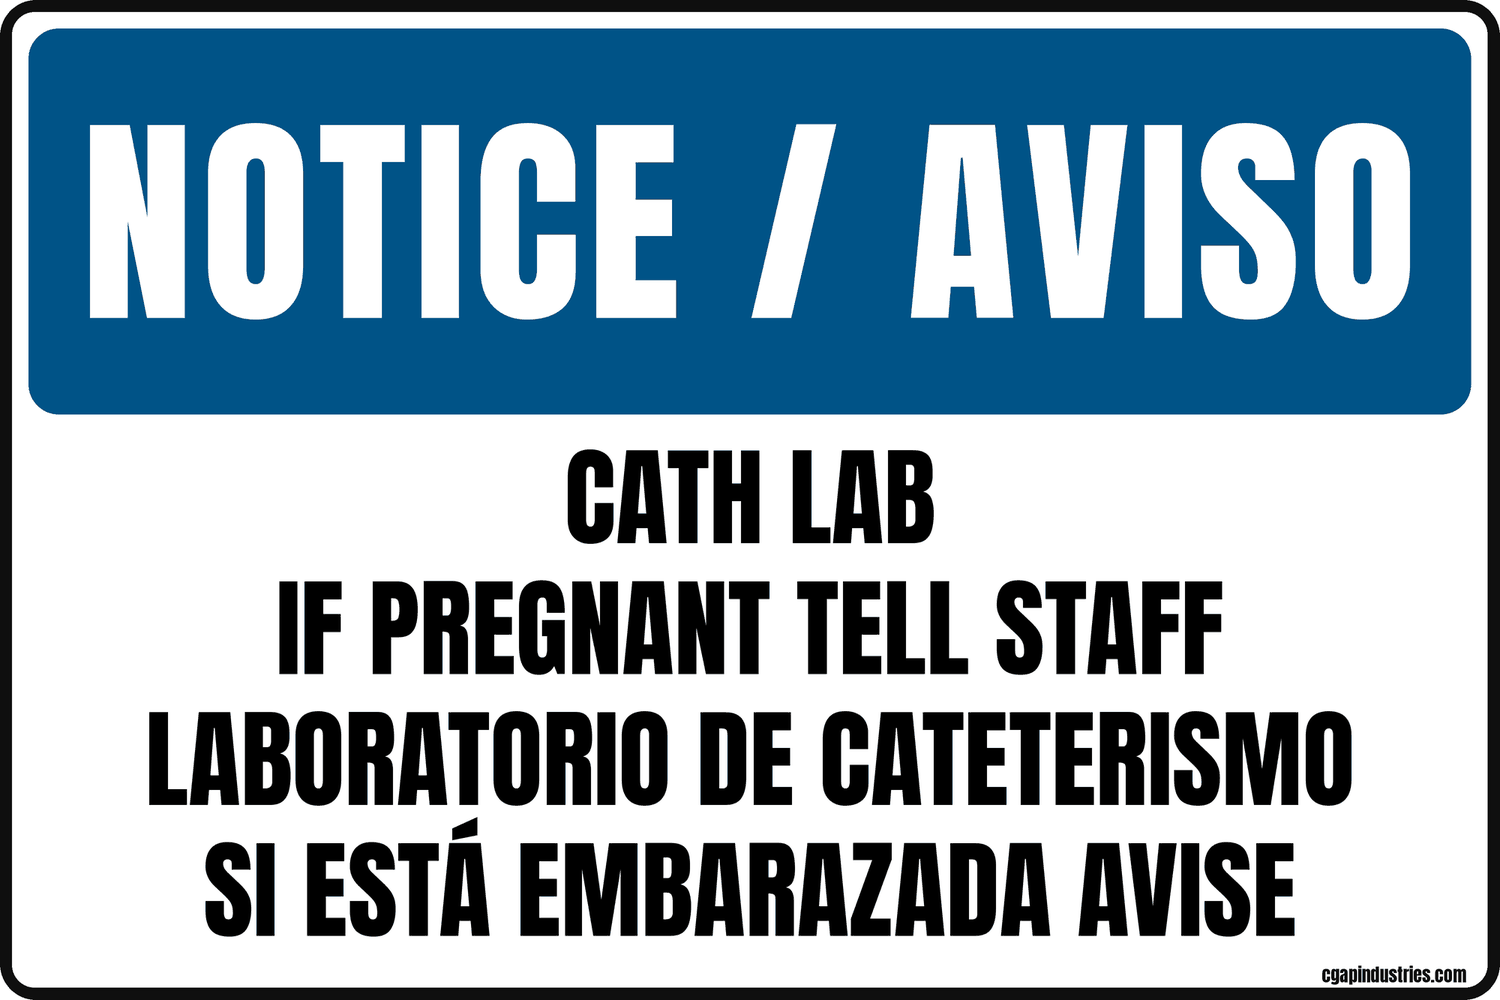 NOTICE / AVISO
CATH LAB
IF PREGNANT TELL STAFF
LABORATORIO DE CATETERISMO
SI ESTÁ EMBARAZADA AVISE
cgapindustries.com